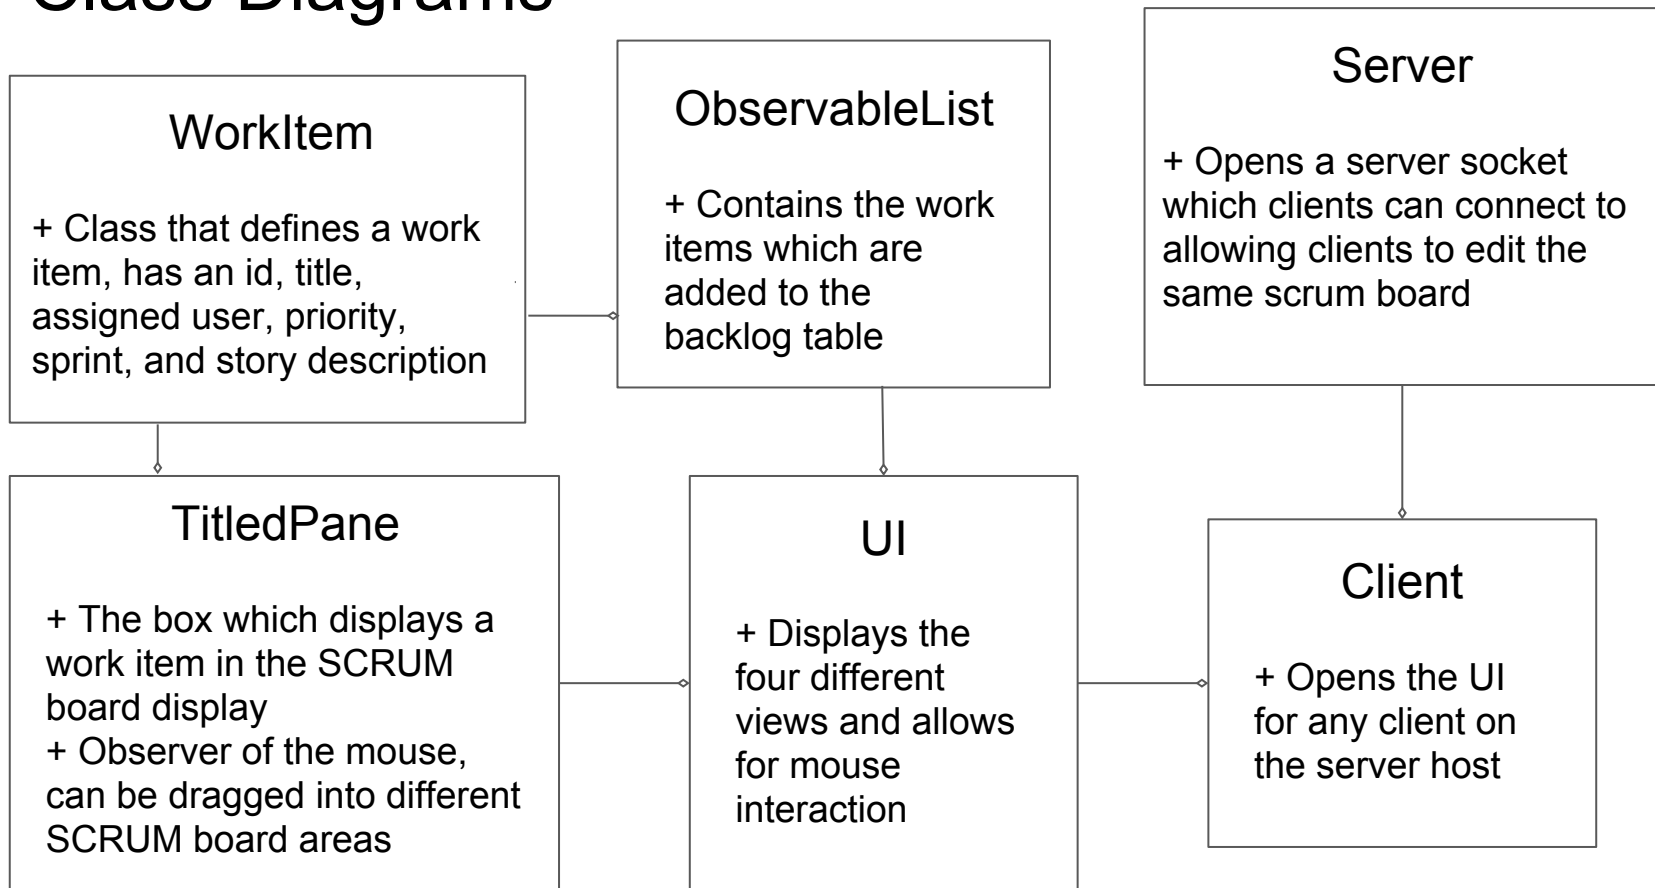 Class Diagrams
WorkItem
+ Class that defines a work
item, has an id, title,
assigned user, priority,
sprint, and story description
ObservableList
+ Contains the work
items which are
added to the
backlog table
Server
+ Opens a server socket
which clients can connect to
allowing clients to edit the
same scrum board
TitledPane
+ The box which displays a
work item in the SCRUM
board display
+ Observer of the mouse,
can be dragged into different
SCRUM board areas
UI
+ Displays the
four different
views and allows
for mouse
interaction
Client
+ Opens the UI
for any client on
the server host